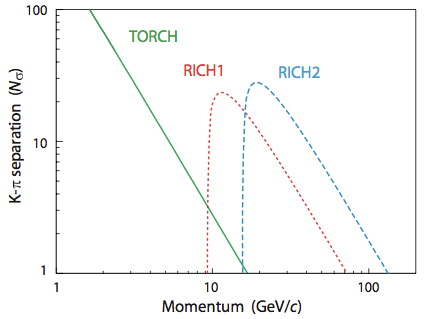 100
TORCH
RICH1
RICH2
K-π separation (Nσ)
10
1
1
10
100
Momentum (GeV/c)